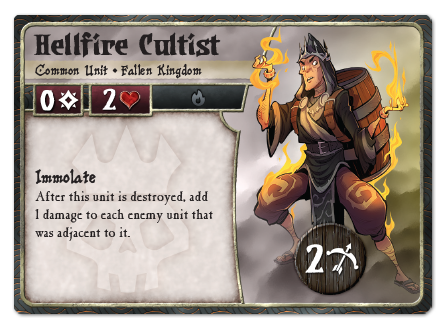 Hellfire Cultist
Common Unit • Fallen Kingdom
0 2
Immolate
After this unit is destroyed, add
1 damage to each enemy unit that
was adjacent to it.
2